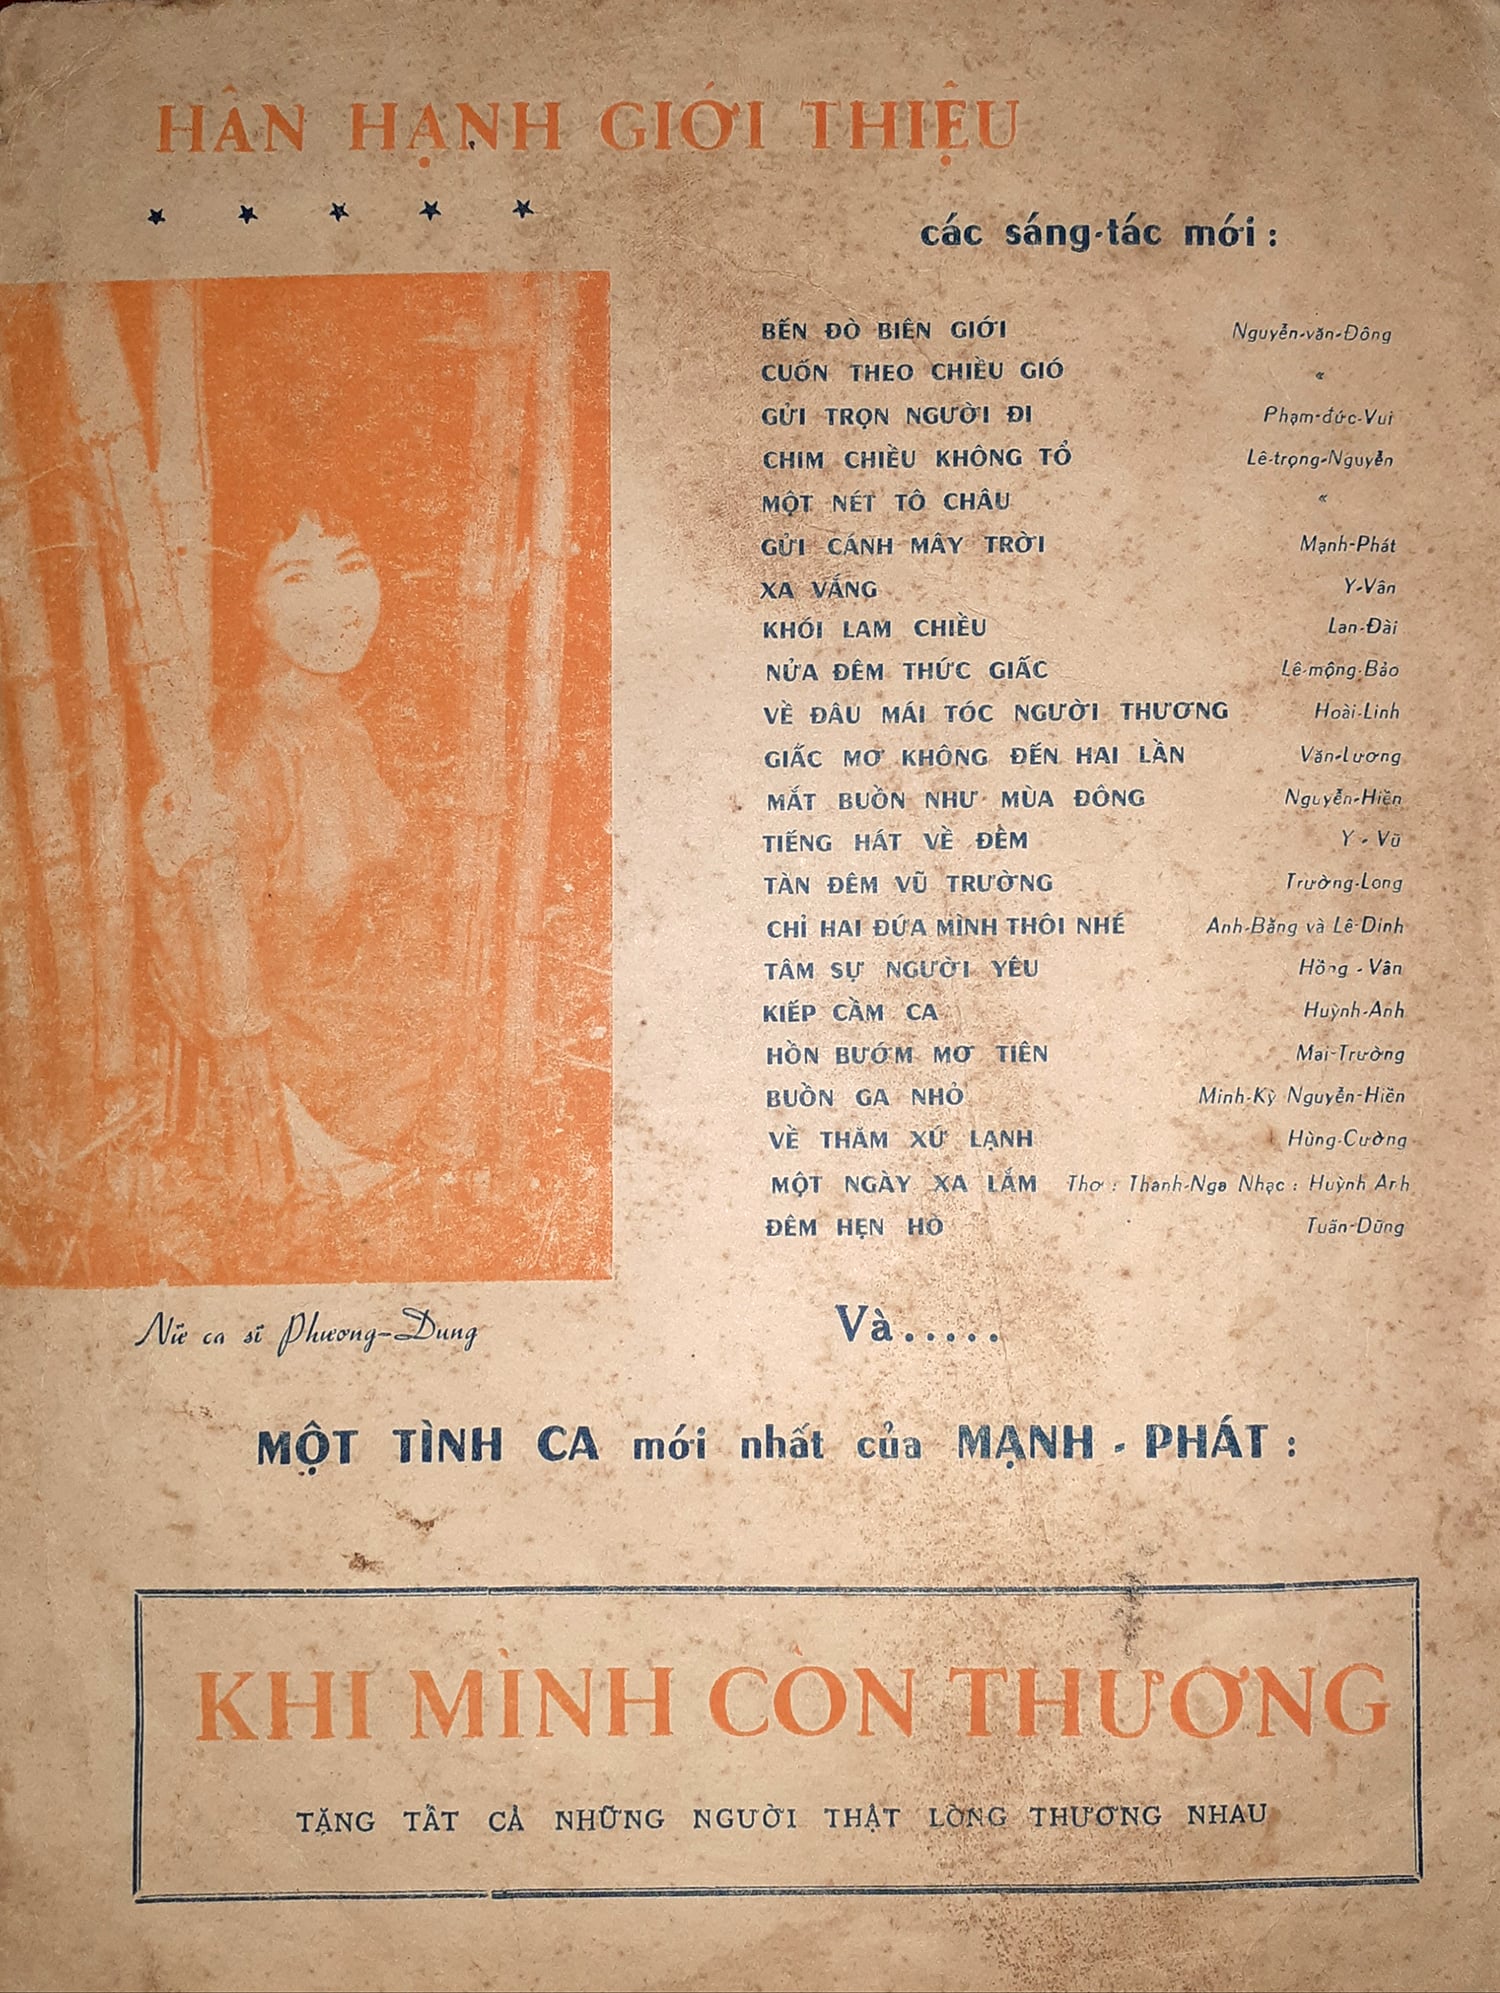 HÂN HẠNH GIỚI THIỆU
các sáng-tác mới :
BẾN ĐÒ BIÊN GIỚI Nguyễn-văn-Đông
CUỐN THEO CHIỀU GIÓ «
GỬI TRỌN NGƯỜI ĐI Phạm-đức-Vui
CHIM CHIỀU KHÔNG TỔ Lê-trọng-Nguyễn
MỘT NÉT TÔ CHÂU «
GỬI CÁNH MÂY TRỜI Mạnh-Phát
XA VẮNG Y-Vân
KHÓI LAM CHIỀU Lan-Đài
NỬA ĐÊM THỨC GIẤC Lê-mộng-Bảo
VỀ ĐÂU MÁI TÓC NGƯỜI THƯƠNG Hoài-Linh
GIẤC MƠ KHÔNG ĐẾN HAI LẦN Văn-Lương
MẮT BUỒN NHƯ MÙA ĐÔNG Nguyễn-Hiền
TIẾNG HÁT VỀ ĐÊM Y - Vũ
TÀN ĐÊM VŨ TRƯỜNG Trường-Long
CHỈ HAI ĐỨA MÌNH THÔI NHÉ Anh-Bằng và Lê-Dinh
TÂM SỰ NGƯỜI YÊU Hồng - Vân
KIẾP CẦM CA Huỳnh-Anh
HỒN BƯỚM MƠ TIÊN Mai-Trường
BUỒN GA NHỎ Minh-Kỳ Nguyễn-Hiền
VỀ THĂM XỨ LẠNH Hùng-Cường
MỘT NGÀY XA LẮM Thơ : Thanh-Nga Nhạc : Huỳnh Anh
ĐÊM HẸN HÒ Tuấn-Dũng
Nữ ca sĩ Phương-Dung
Và.....
MỘT TÌNH CA mới nhất của MẠNH - PHÁT :
KHI MÌNH CÒN THƯƠNG
TẶNG TẤT CẢ NHỮNG NGƯỜI THẬT LÒNG THƯƠNG NHAU